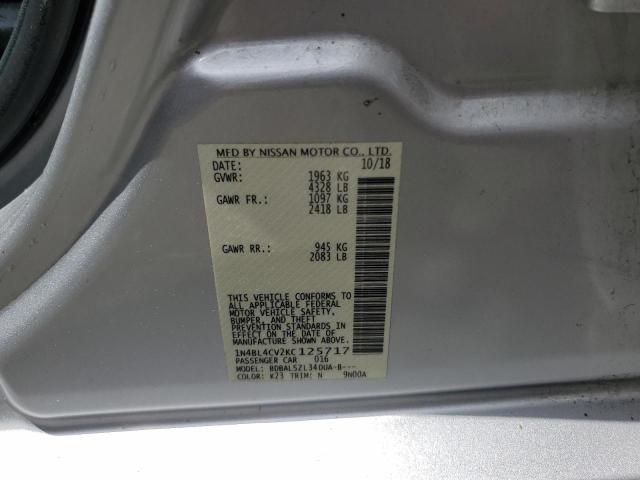 MFD BY NISSAN MOTOR CO., LTD.
DATE: 10/18
GVWR: 1963 KG
4328 LB
GAWR FR.: 1097 KG
2418 LB
GAWR RR.: 945 KG
2083 LB
THIS VEHICLE CONFORMS TO
ALL APPLICABLE FEDERAL
MOTOR VEHICLE SAFETY,
BUMPER, AND THEFT
PREVENTION STANDARDS IN
EFFECT ON THE DATE OF
MANUFACTURE SHOWN ABOVE.
1N4BL4CV2KC125717
PASSENGER CAR 016
MODEL: BDBALSZL34DUA-B---
COLOR: K23 TRIM: N 9N00A